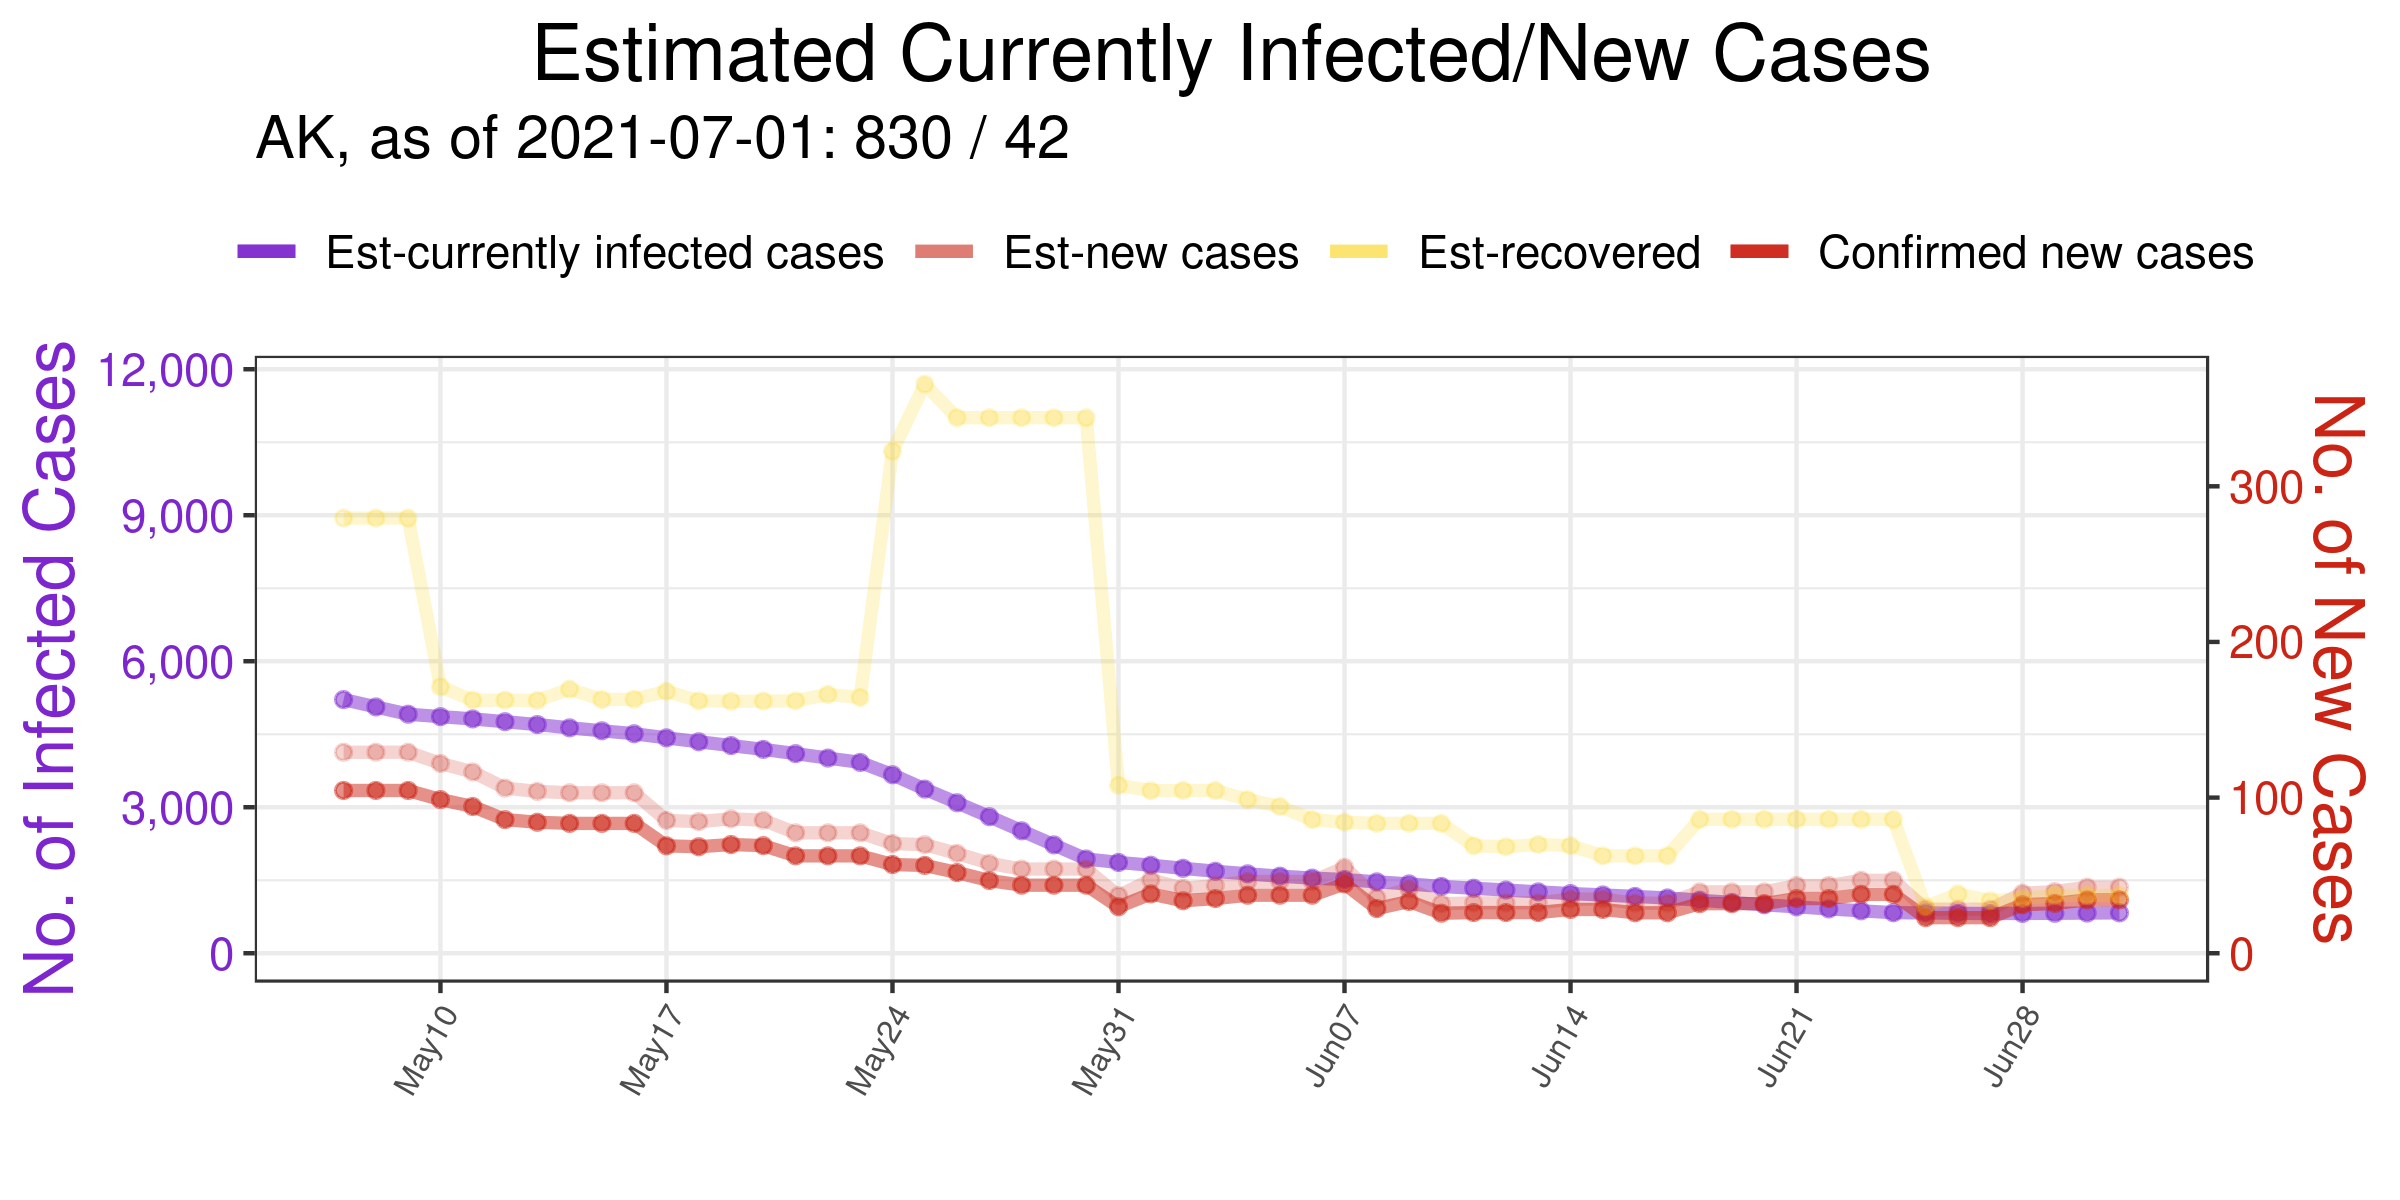 Estimated Currently Infected/New Cases
AK, as of 2021-07-01: 830 / 42
Est-currently infected cases Est-new cases Est-recovered Confirmed new cases
No. of Infected Cases
12,000
9,000
6,000
3,000
0
300
200
100
0
No. of New Cases
May10 May17 May24 May31 Jun07 Jun14 Jun21 Jun28